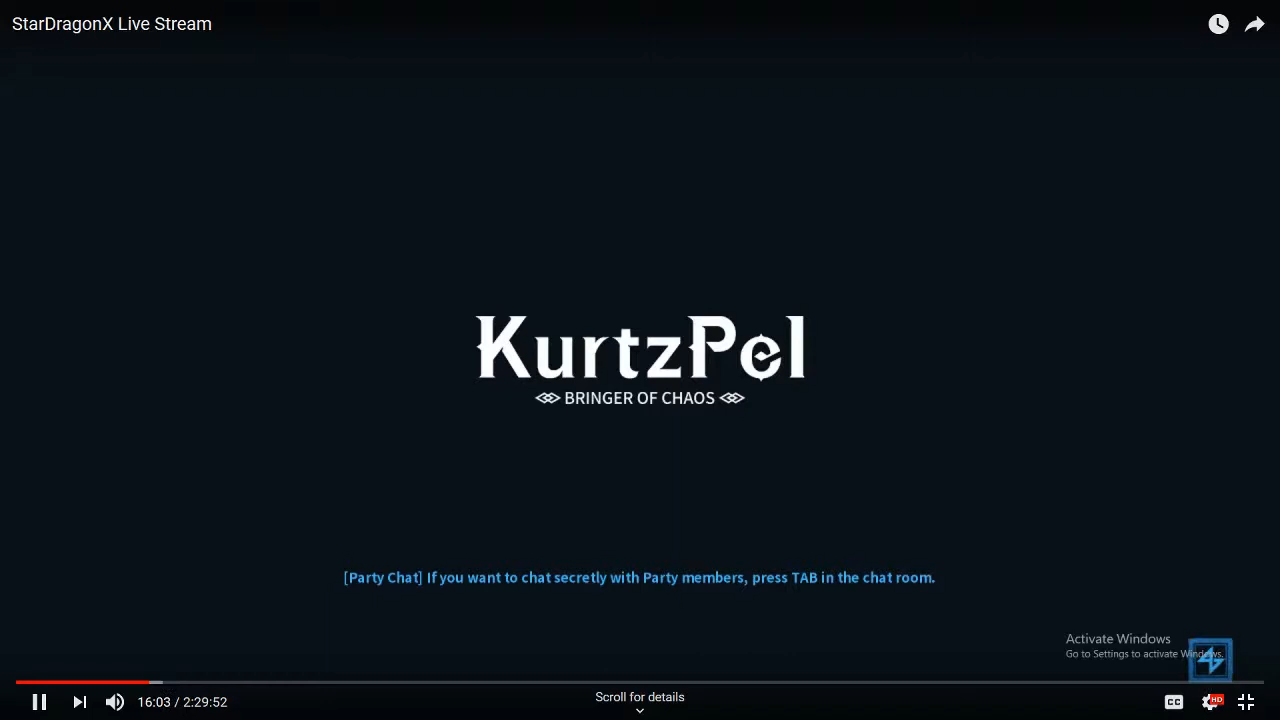 StarDragonX Live Stream
KurtzPel
BRINGER OF CHAOS
[Party Chat] If you want to chat secretly with Party members, press TAB in the chat room.
Activate Windows
Go to Settings to activate Windows.
16:03 / 2:29:52
Scroll for details
CC
HD